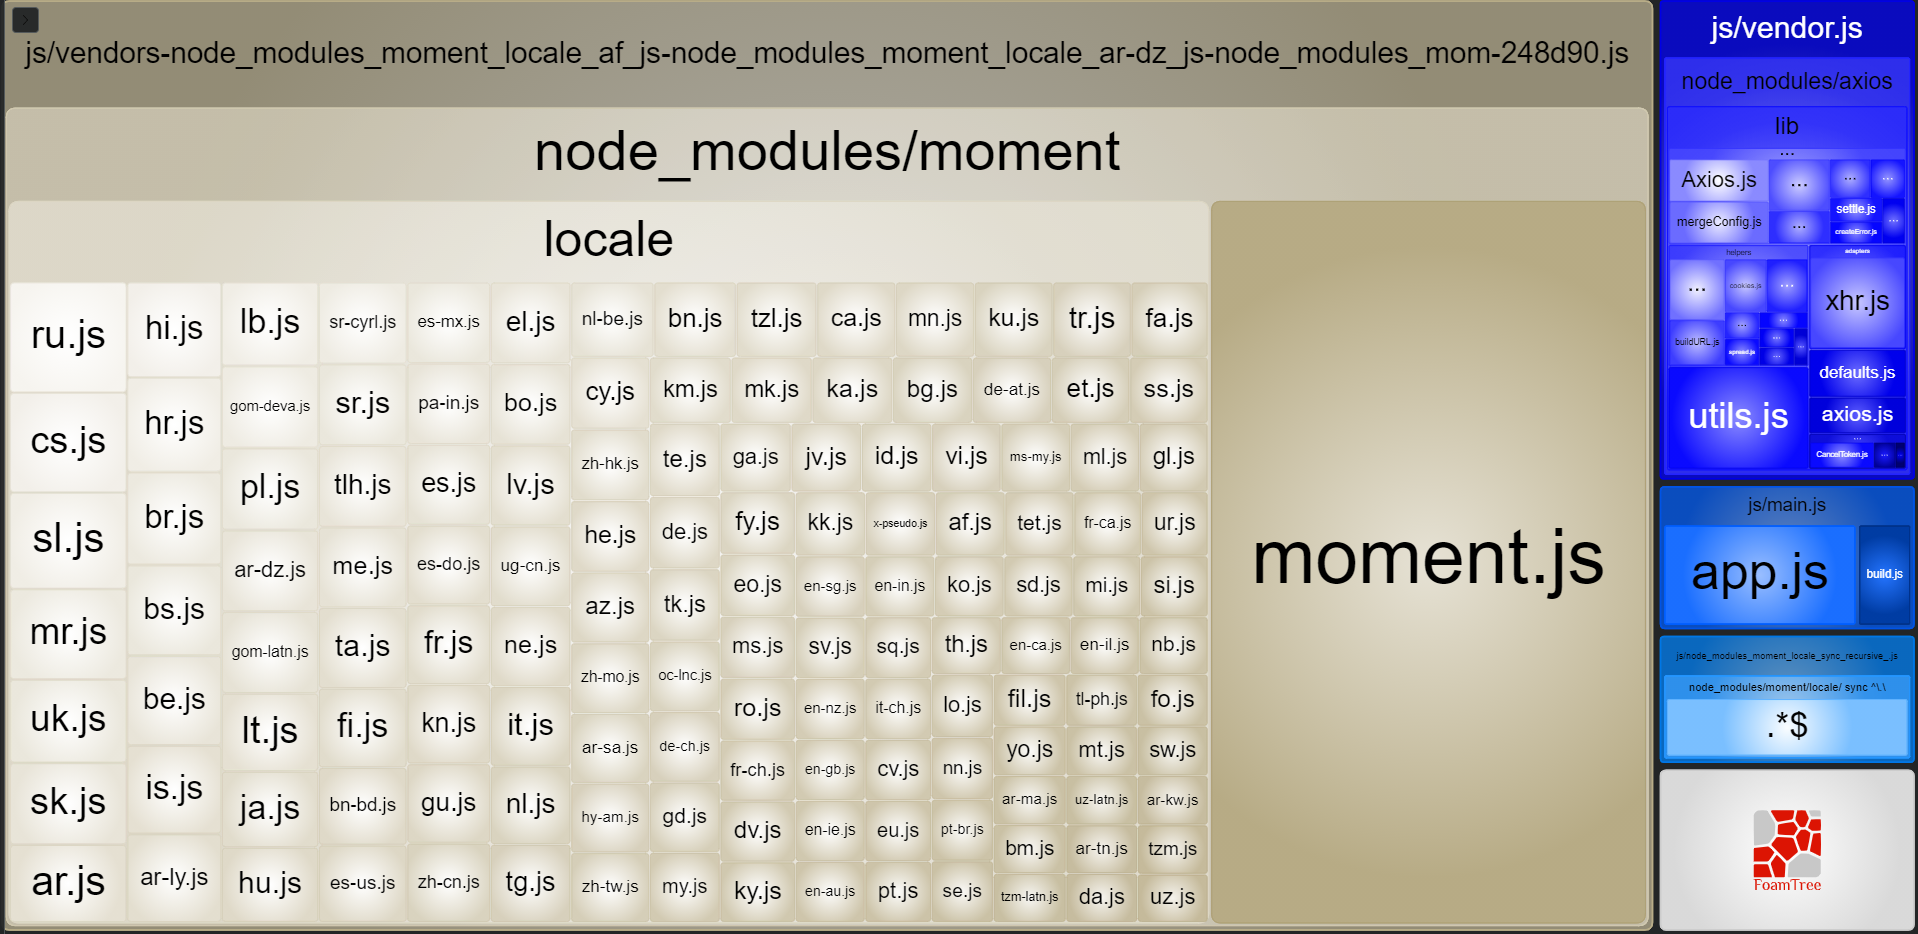 js/vendors-node_modules_moment_locale_af_js-node_modules_moment_locale_ar-dz_js-node_modules_mom-248d90.js
node_modules/moment
locale
ru.js
cs.js
sl.js
mr.js
uk.js
sk.js
ar.js
hi.js
hr.js
br.js
bs.js
be.js
is.js
ar-ly.js
lb.js
gom-deva.js
pl.js
ar-dz.js
gom-latn.js
lt.js
ja.js
hu.js
sr-cyrl.js
sr.js
tlh.js
me.js
ta.js
fi.js
bn-bd.js
es-us.js
es-mx.js
pa-in.js
es.js
es-do.js
fr.js
kn.js
gu.js
zh-cn.js
el.js
bo.js
lv.js
ug-cn.js
ne.js
it.js
nl.js
tg.js
nl-be.js
cy.js
zh-hk.js
he.js
az.js
zh-mo.js
ar-sa.js
hy-am.js
zh-tw.js
bn.js
tzl.js
ca.js
mn.js
ku.js
tr.js
fa.js
km.js
mk.js
ka.js
bg.js
de-at.js
et.js
ss.js
te.js
de.js
tk.js
oc-lnc.js
de-ch.js
gd.js
my.js
ga.js
jv.js
id.js
vi.js
ms-my.js
ml.js
gl.js
fy.js
kk.js
x-pseudo.js
af.js
tet.js
fr-ca.js
ur.js
eo.js
en-sg.js
en-in.js
ko.js
sd.js
mi.js
si.js
ms.js
sv.js
sq.js
th.js
en-ca.js
en-il.js
nb.js
ro.js
en-nz.js
it-ch.js
lo.js
fr-ch.js
en-gb.js
cv.js
nn.js
dv.js
en-ie.js
eu.js
pt-br.js
ky.js
en-au.js
pt.js
se.js
fil.js
tl-ph.js
fo.js
yo.js
mt.js
sw.js
ar-ma.js
uz-latn.js
ar-kw.js
bm.js
ar-tn.js
tzm.js
tzm-latn.js
da.js
uz.js
moment.js
js/vendor.js
node_modules/axios
lib
...
Axios.js
...
...
...
mergeConfig.js
...
settle.js
...
createError.js
helpers
...
cookies.js
...
buildURL.js
...
...
...
...
spread.js
...
adapters
xhr.js
utils.js
defaults.js
axios.js
...
CancelToken.js
...
js/main.js
app.js
build.js
js/node_modules_moment_locale_sync_recursive_.js
node_modules/moment/locale/ sync ^\.\
.*$
FoamTree